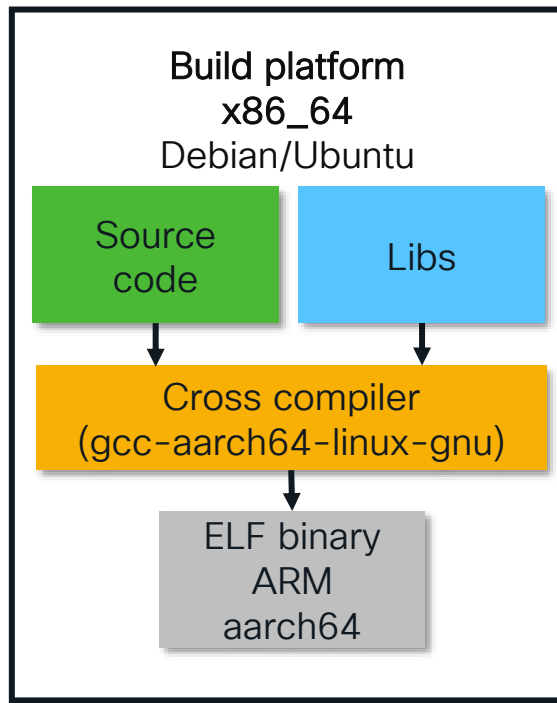 Build platform
x86_64
Debian/Ubuntu
Source
code
Libs
Cross compiler
(gcc-aarch64-linux-gnu)
ELF binary
ARM
aarch64